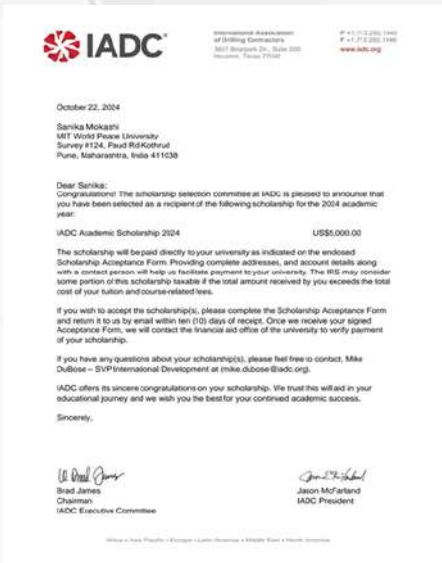 IADC
International Association
of Drilling Contractors
Houston, Texas
www.iadc.org
October 22, 2024
Sanika Mokashi
MIT World Peace University
Survey #124, Paud Rd Kothrud
Pune, Maharashtra, India 411038
Dear Sanika:
Congratulations! The scholarship selection committee at IADC is pleased to announce that
you have been selected as a recipient of the following scholarship for the 2024 academic
year:
IADC Academic Scholarship 2024 US$5,000.00
The scholarship will be paid directly to your university as indicated on the enclosed
Scholarship Acceptance Form. Providing complete addresses, and account details along
with a contact person will help us facilitate payment to your university. The IRS may consider
some portion of this scholarship taxable if the total amount received by you exceeds the total
cost of your tuition and course-related fees.
If you wish to accept the scholarship(s), please complete the Scholarship Acceptance Form
and return it to us by email within ten (10) days of receipt. Once we receive your signed
Acceptance Form, we will contact the financial aid office of the university to verify payment
of your scholarship.
If you have any questions about your scholarship(s), please feel free to contact, Mike
DuBose – SVP International Development at (mike.dubose@iadc.org).
IADC offers its sincere congratulations on your scholarship. We trust this will aid in your
educational journey and we wish you the best for your continued academic success.
Sincerely,
Brad James
Chairman
IADC Executive Committee
Jason McFarland
IADC President
Africa • Asia Pacific • Europe • Latin America • Middle East • North America